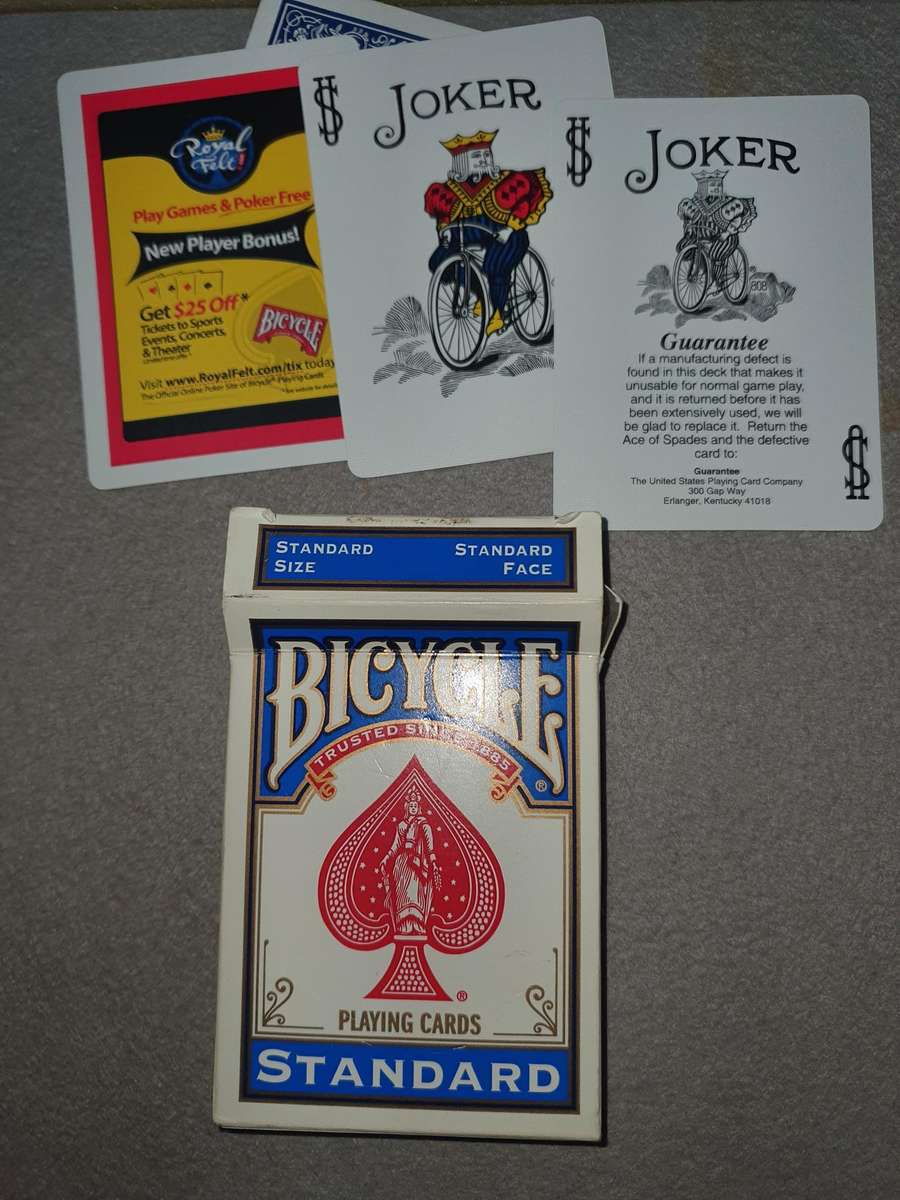 Royal
Felt!
Play Games & Poker Free
New Player Bonus!
Get $25 Off*
Tickets to Sports
Events, Concerts,
& Theater
BICYCLE
Visit www.RoyalFelt.com/tix today
The Official Online Poker Site of Bicycle® Playing Cards
JOKER
JOKER
808
Guarantee
If a manufacturing defect is
found in this deck that makes it
unusable for normal game play,
and it is returned before it has
been extensively used, we will
be glad to replace it. Return the
Ace of Spades and the defective
card to:
Guarantee
The United States Playing Card Company
300 Gap Way
Erlanger, Kentucky 41018
STANDARD SIZE
STANDARD FACE
BICYCLE
®
TRUSTED SINCE 1885
®
PLAYING CARDS
STANDARD